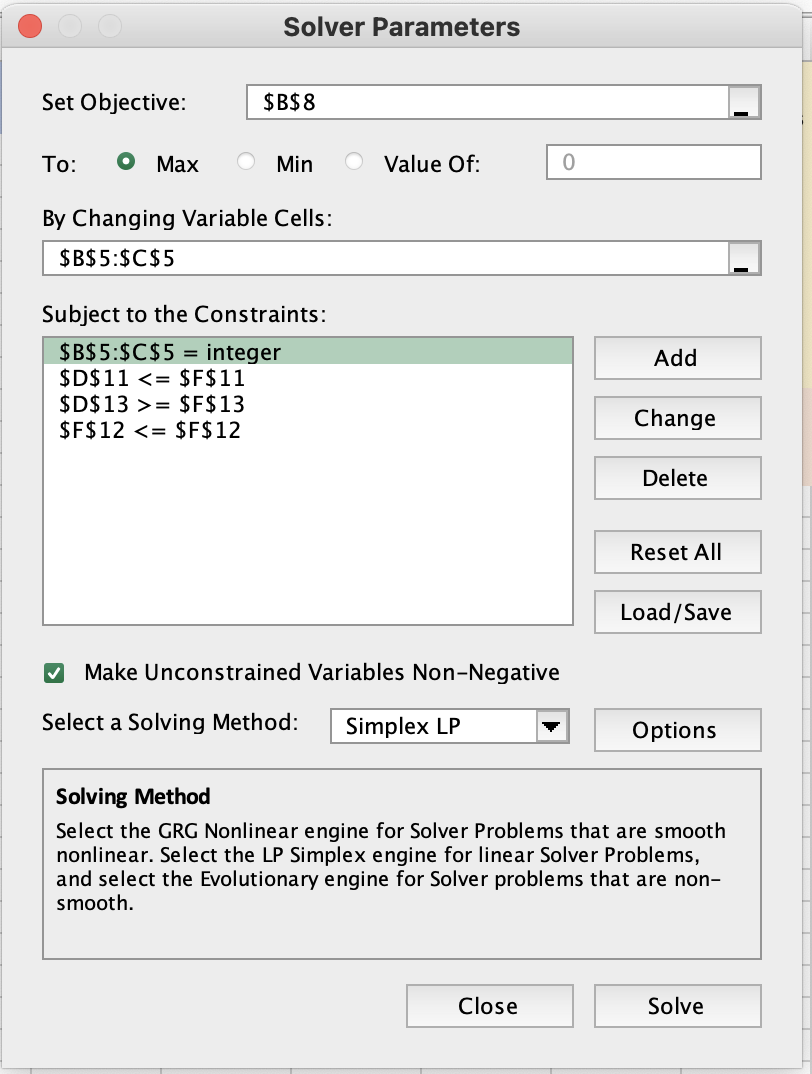 Solver Parameters
Set Objective: $B$8
To: Max Min Value Of: 0
By Changing Variable Cells:
$B$5:$C$5
Subject to the Constraints:
$B$5:$C$5 = integer
$D$11 <= $F$11
$D$13 >= $F$13
$F$12 <= $F$12
Add
Change
Delete
Reset All
Load/Save
Make Unconstrained Variables Non-Negative
Select a Solving Method: Simplex LP Options
Solving Method
Select the GRG Nonlinear engine for Solver Problems that are smooth
nonlinear. Select the LP Simplex engine for linear Solver Problems,
and select the Evolutionary engine for Solver problems that are non-
smooth.
Close Solve